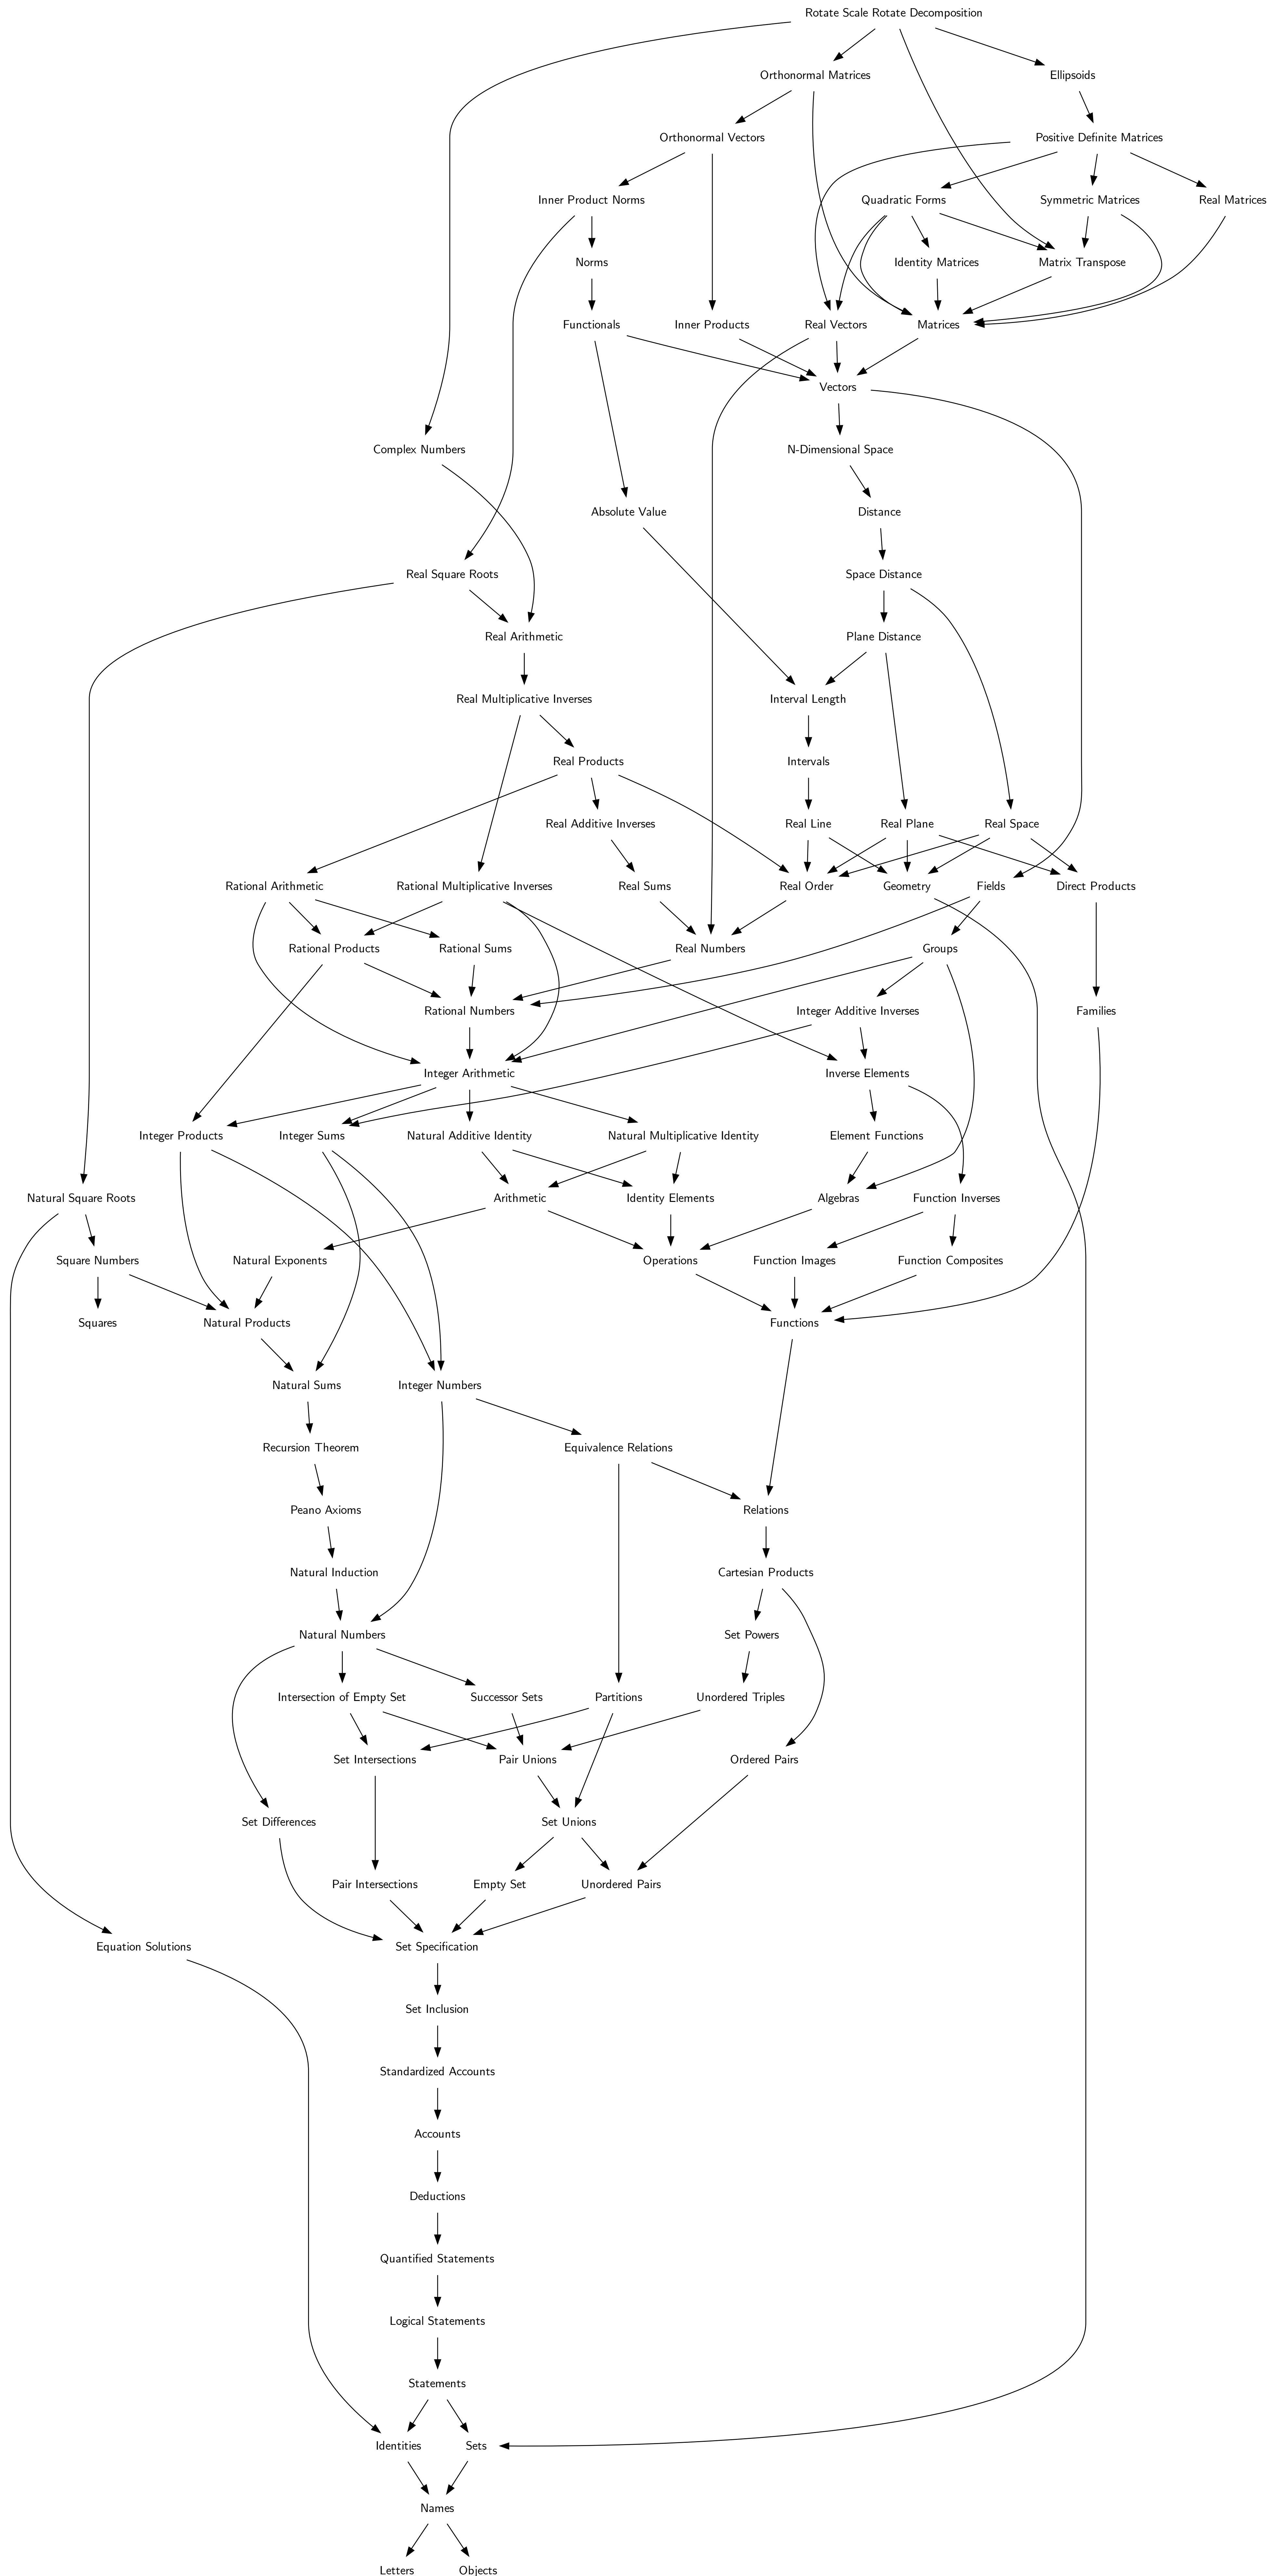 Rotate Scale Rotate Decomposition
Orthonormal Matrices
Ellipsoids
Orthonormal Vectors
Positive Definite Matrices
Inner Product Norms
Quadratic Forms
Symmetric Matrices
Real Matrices
Norms
Identity Matrices
Matrix Transpose
Functionals
Inner Products
Real Vectors
Matrices
Vectors
Complex Numbers
N-Dimensional Space
Absolute Value
Distance
Real Square Roots
Space Distance
Real Arithmetic
Plane Distance
Real Multiplicative Inverses
Interval Length
Real Products
Intervals
Real Additive Inverses
Real Line
Real Plane
Real Space
Rational Arithmetic
Rational Multiplicative Inverses
Real Sums
Real Order
Geometry
Fields
Direct Products
Rational Products
Rational Sums
Real Numbers
Groups
Rational Numbers
Integer Additive Inverses
Families
Integer Arithmetic
Inverse Elements
Integer Products
Integer Sums
Natural Additive Identity
Natural Multiplicative Identity
Element Functions
Natural Square Roots
Arithmetic
Identity Elements
Algebras
Function Inverses
Square Numbers
Natural Exponents
Operations
Function Images
Function Composites
Squares
Natural Products
Functions
Natural Sums
Integer Numbers
Recursion Theorem
Equivalence Relations
Peano Axioms
Relations
Natural Induction
Cartesian Products
Natural Numbers
Set Powers
Intersection of Empty Set
Successor Sets
Partitions
Unordered Triples
Set Intersections
Pair Unions
Ordered Pairs
Set Differences
Set Unions
Pair Intersections
Empty Set
Unordered Pairs
Equation Solutions
Set Specification
Set Inclusion
Standardized Accounts
Accounts
Deductions
Quantified Statements
Logical Statements
Statements
Identities
Sets
Names
Letters
Objects